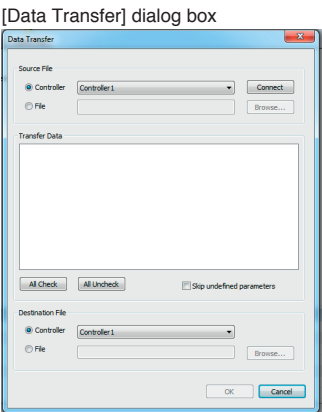 [Data Transfer] dialog box
Data Transfer
Source File
Controller Controller1 Connect
File Browse...
Transfer Data
All Check All Uncheck Skip undefined parameters
Destination File
Controller Controller1
File Browse...
OK Cancel